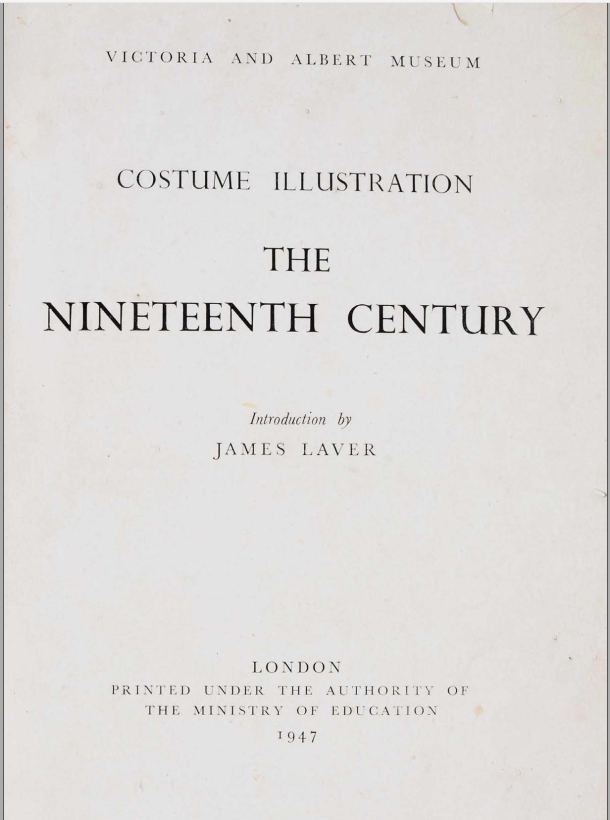 VICTORIA AND ALBERT MUSEUM
COSTUME ILLUSTRATION
THE
NINETEENTH CENTURY
Introduction by
JAMES LAVER
LONDON
PRINTED UNDER THE AUTHORITY OF
THE MINISTRY OF EDUCATION
1947